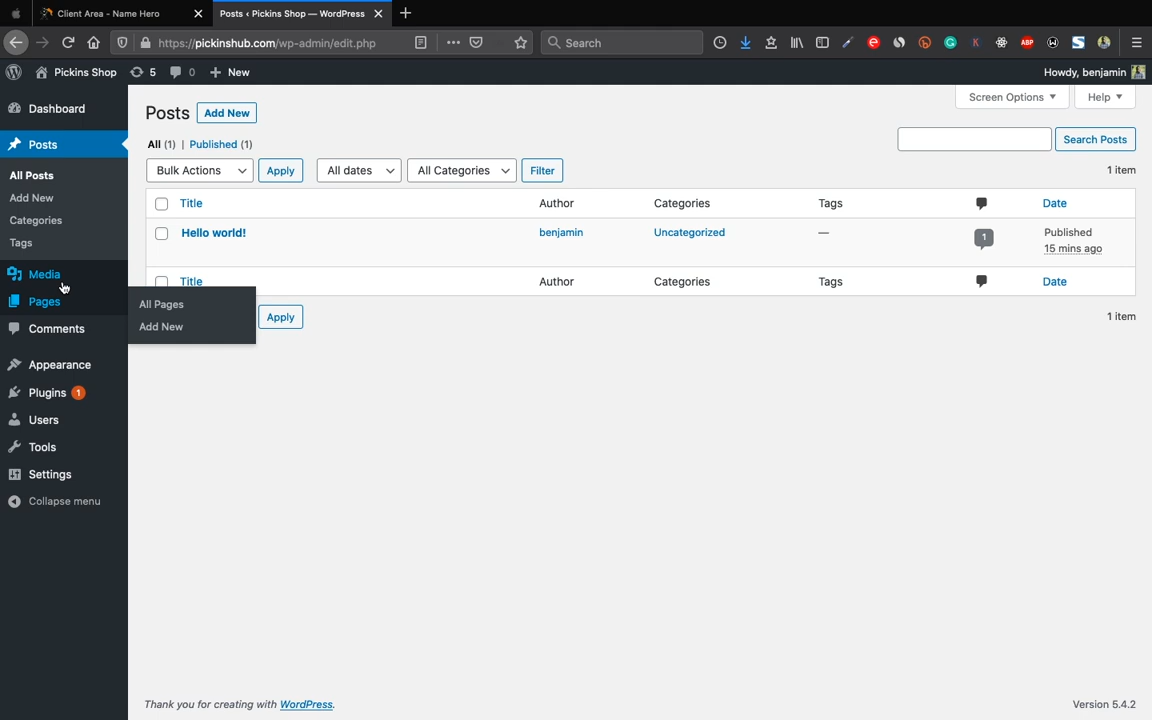 Client Area - Name Hero
Posts ‹ Pickins Shop — WordPress
https://pickinshub.com/wp-admin/edit.php
Search
ABP
Pickins Shop 5 0 New
Howdy, benjamin
Dashboard
Posts
All Posts
Add New
Categories
Tags
Media
Pages
Comments
Appearance
Plugins 1
Users
Tools
Settings
Collapse menu
All Pages
Add New
Screen Options
Help
Posts Add New
All (1) | Published (1)
Search Posts
Bulk Actions Apply All dates All Categories Filter
1 item
Title Author Categories Tags Date
Hello world! benjamin Uncategorized — 1 Published
15 mins ago
Title Author Categories Tags Date
Apply
1 item
Thank you for creating with WordPress.
Version 5.4.2